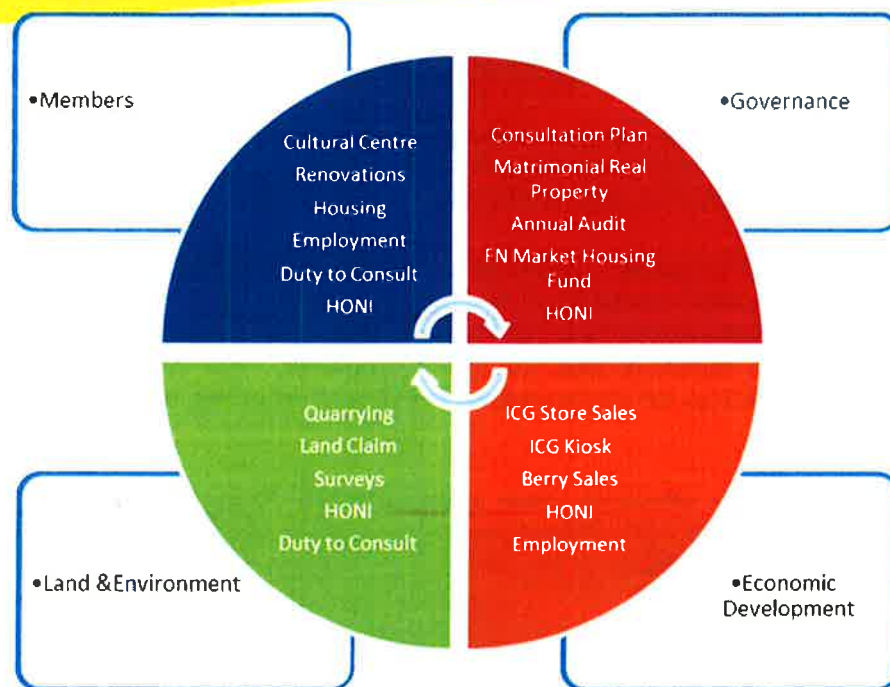 •Members
•Governance
Cultural Centre
Renovations
Housing
Employment
Duty to Consult
HONI
Consultation Plan
Matrimonial Real
Property
Annual Audit
FN Market Housing
Fund
HONI
Quarrying
Land Claim
Surveys
HONI
Duty to Consult
ICG Store Sales
ICG Kiosk
Berry Sales
HONI
Employment
•Land &Environment
•Economic
Development